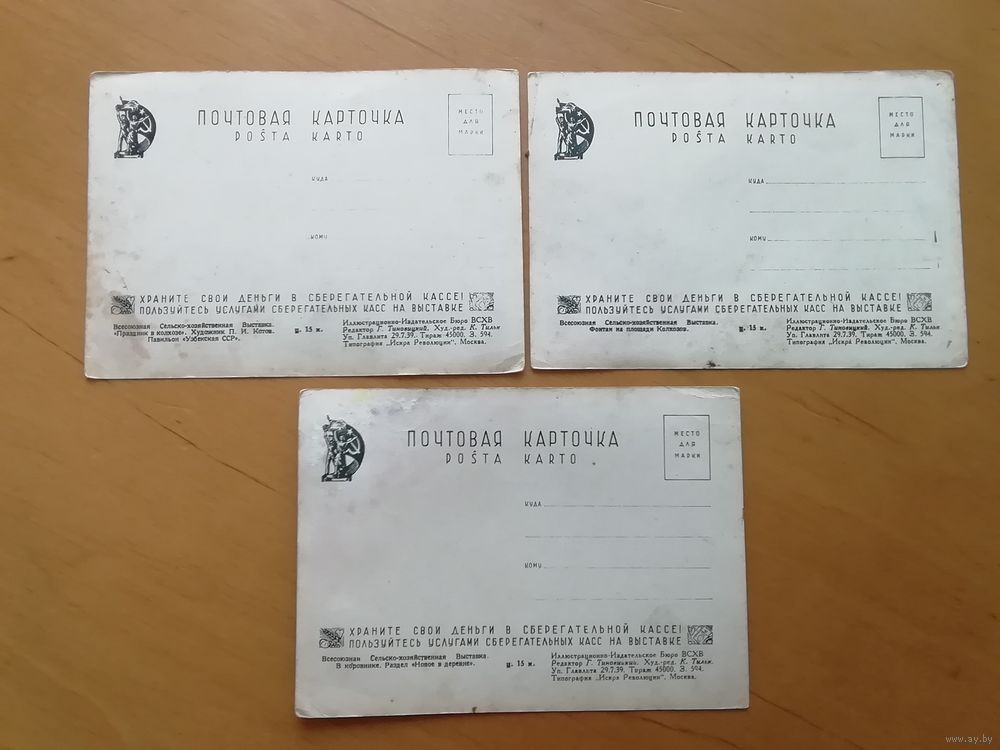 ПОЧТОВАЯ КАРТОЧКА
POŜTA KARTO
МЕСТО
ДЛЯ
МАРКИ
КУДА
КОМУ
ХРАНИТЕ СВОИ ДЕНЬГИ В СБЕРЕГАТЕЛЬНОЙ КАССЕ!
ПОЛЬЗУЙТЕСЬ УСЛУГАМИ СБЕРЕГАТЕЛЬНЫХ КАСС НА ВЫСТАВКЕ
Всесоюзная Сельско-хозяйственная Выставка.
«Праздник в колхозе». Художник П. И. Котов.
Павильон «Узбекская ССР».
Ц. 15 к.
Иллюстрационно-Издательское Бюро ВСХВ
Редактор Г. Тиновицкий. Худ.-ред. К. Тильк
Уп. Главлита 29.7.39. Тираж 45000. З. 594.
Типография „Искра Революции", Москва.
ПОЧТОВАЯ КАРТОЧКА
POŜTA KARTO
МЕСТО
ДЛЯ
МАРКИ
КУДА
КОМУ
ХРАНИТЕ СВОИ ДЕНЬГИ В СБЕРЕГАТЕЛЬНОЙ КАССЕ!
ПОЛЬЗУЙТЕСЬ УСЛУГАМИ СБЕРЕГАТЕЛЬНЫХ КАСС НА ВЫСТАВКЕ
Всесоюзная Сельско-хозяйственная Выставка.
Фонтан на площади Колхозов.
Ц. 15 к.
Иллюстрационно-Издательское Бюро ВСХВ
Редактор Г. Тиновицкий. Худ.-ред. К. Тильк
Уп. Главлита 29.7.39. Тираж 45000. З. 594.
Типография „Искра Революции", Москва.
ПОЧТОВАЯ КАРТОЧКА
POŜTA KARTO
МЕСТО
ДЛЯ
МАРКИ
КУДА
КОМУ
ХРАНИТЕ СВОИ ДЕНЬГИ В СБЕРЕГАТЕЛЬНОЙ КАССЕ!
ПОЛЬЗУЙТЕСЬ УСЛУГАМИ СБЕРЕГАТЕЛЬНЫХ КАСС НА ВЫСТАВКЕ
Всесоюзная Сельско-хозяйственная Выставка.
В коровнике. Раздел «Новое в деревне».
Ц. 15 к.
Иллюстрационно-Издательское Бюро ВСХВ
Редактор Г. Тиновицкий. Худ.-ред. К. Тильк.
Уп. Главлита 29.7.39. Тираж 45000. З. 594.
Типография „Искра Революции", Москва.
www.ay.by